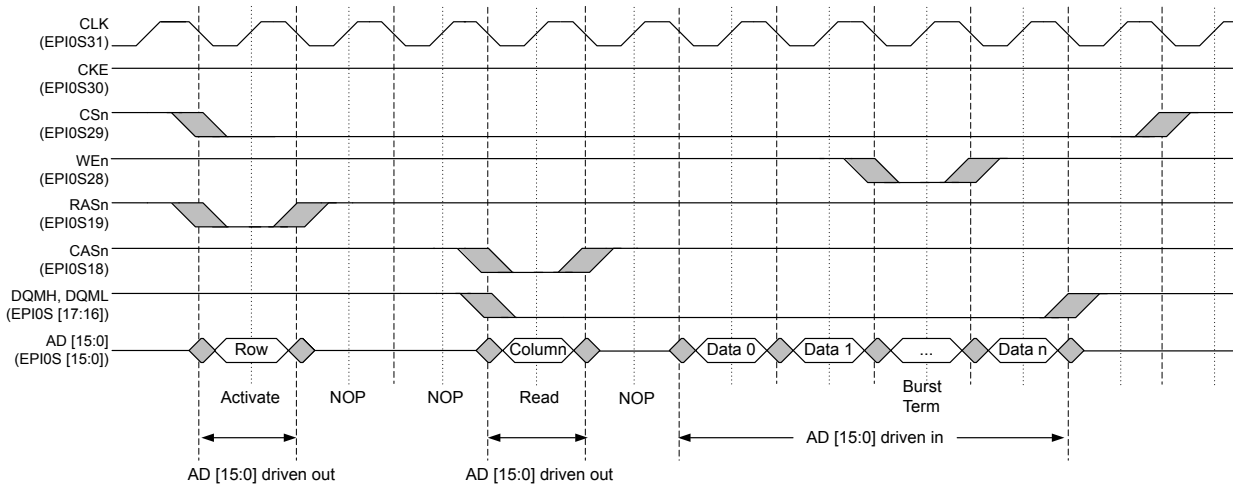 CLK
(EPI0S31)
CKE
(EPI0S30)
CSn
(EPI0S29)
WEn
(EPI0S28)
RASn
(EPI0S19)
CASn
(EPI0S18)
DQMH, DQML
(EPI0S [17:16])
AD [15:0]
(EPI0S [15:0])
Row
Column
Data 0
Data 1
...
Data n
Activate
NOP
NOP
Read
NOP
Burst
Term
AD [15:0] driven in
AD [15:0] driven out
AD [15:0] driven out